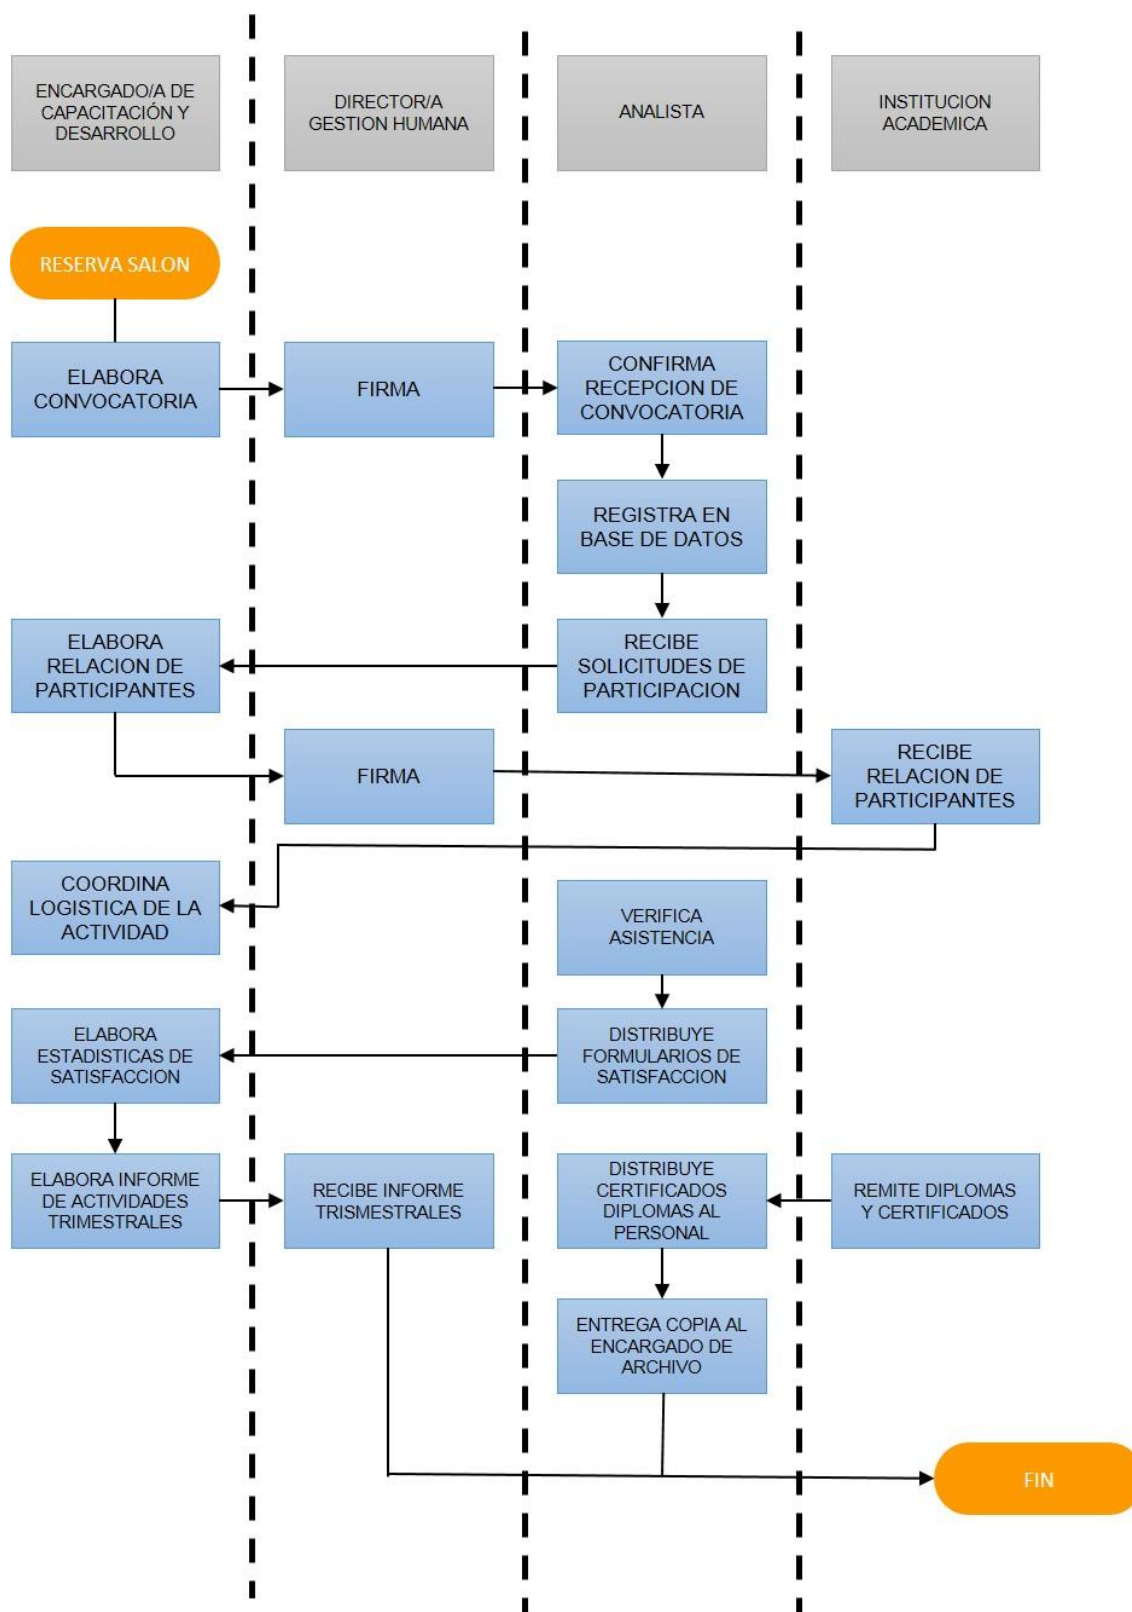 ENCARGADO/A DE
CAPACITACIÓN Y
DESARROLLO
DIRECTOR/A
GESTION HUMANA
ANALISTA
INSTITUCION
ACADEMICA
RESERVA SALON
ELABORA
CONVOCATORIA
FIRMA
CONFIRMA
RECEPCION DE
CONVOCATORIA
REGISTRA EN
BASE DE DATOS
ELABORA
RELACION DE
PARTICIPANTES
RECIBE
SOLICITUDES DE
PARTICIPACION
FIRMA
RECIBE
RELACION DE
PARTICIPANTES
COORDINA
LOGISTICA DE LA
ACTIVIDAD
VERIFICA
ASISTENCIA
ELABORA
ESTADISTICAS DE
SATISFACCION
DISTRIBUYE
FORMULARIOS DE
SATISFACCION
ELABORA INFORME
DE ACTIVIDADES
TRIMESTRALES
RECIBE INFORME
TRISMESTRALES
DISTRIBUYE
CERTIFICADOS
DIPLOMAS AL
PERSONAL
REMITE DIPLOMAS
Y CERTIFICADOS
ENTREGA COPIA AL
ENCARGADO DE
ARCHIVO
FIN